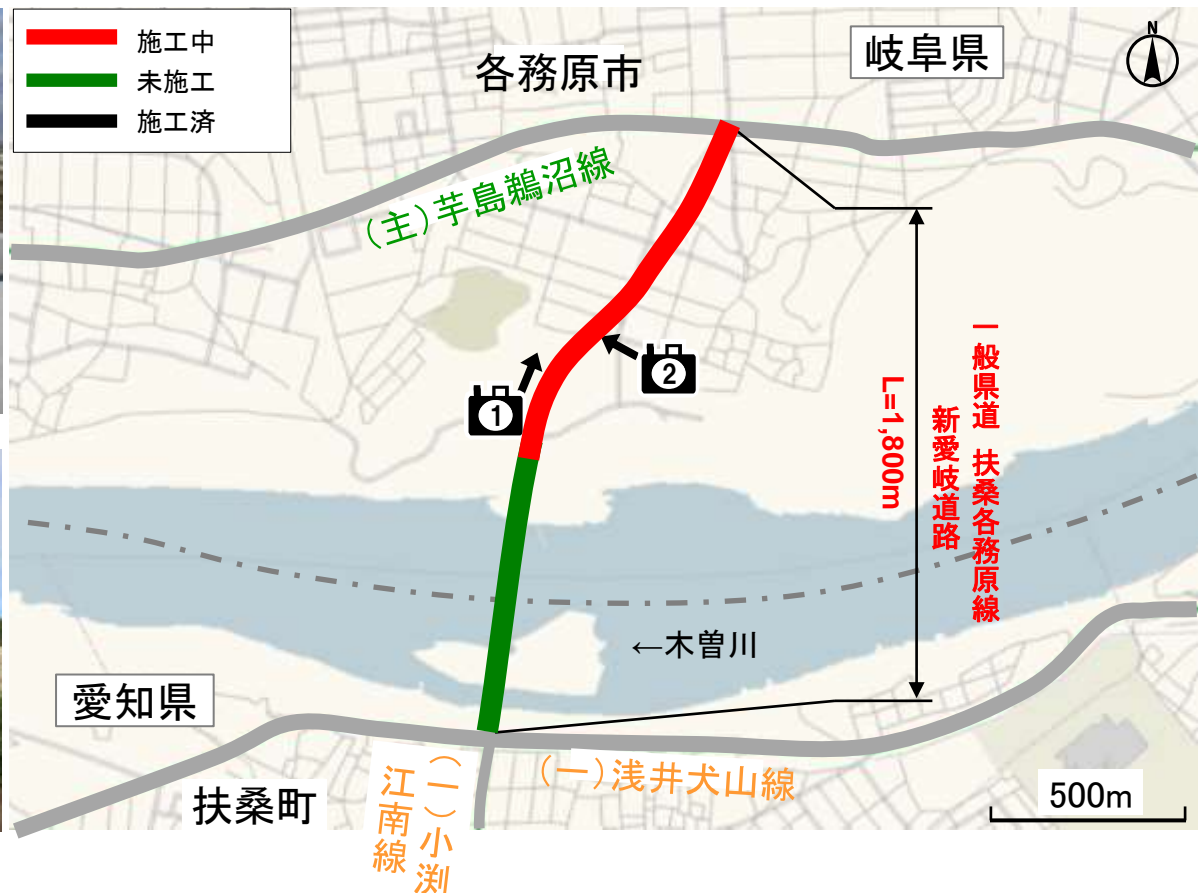 施工中
未施工
施工済
各務原市
岐阜県
N
(主)芋島鵜沼線
1
2
一般県道 扶桑各務原線
新愛岐道路
L=1,800m
←木曽川
愛知県
扶桑町
(一)小渕
江南線
(一)浅井犬山線
500m